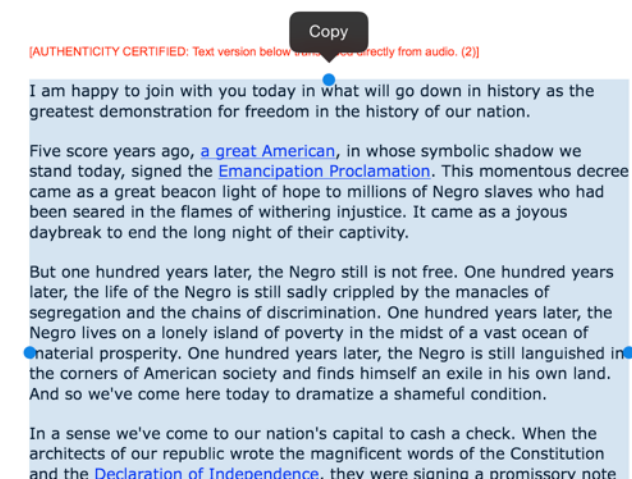 Copy
[AUTHENTICITY CERTIFIED: Text version below directly from audio. (2)]
I am happy to join with you today in what will go down in history as the
greatest demonstration for freedom in the history of our nation.
Five score years ago, a great American, in whose symbolic shadow we
stand today, signed the Emancipation Proclamation. This momentous decree
came as a great beacon light of hope to millions of Negro slaves who had
been seared in the flames of withering injustice. It came as a joyous
daybreak to end the long night of their captivity.
But one hundred years later, the Negro still is not free. One hundred years
later, the life of the Negro is still sadly crippled by the manacles of
segregation and the chains of discrimination. One hundred years later, the
Negro lives on a lonely island of poverty in the midst of a vast ocean of
material prosperity. One hundred years later, the Negro is still languished in
the corners of American society and finds himself an exile in his own land.
And so we've come here today to dramatize a shameful condition.
In a sense we've come to our nation's capital to cash a check. When the
architects of our republic wrote the magnificent words of the Constitution
and the Declaration of Independence, they were signing a promissory note